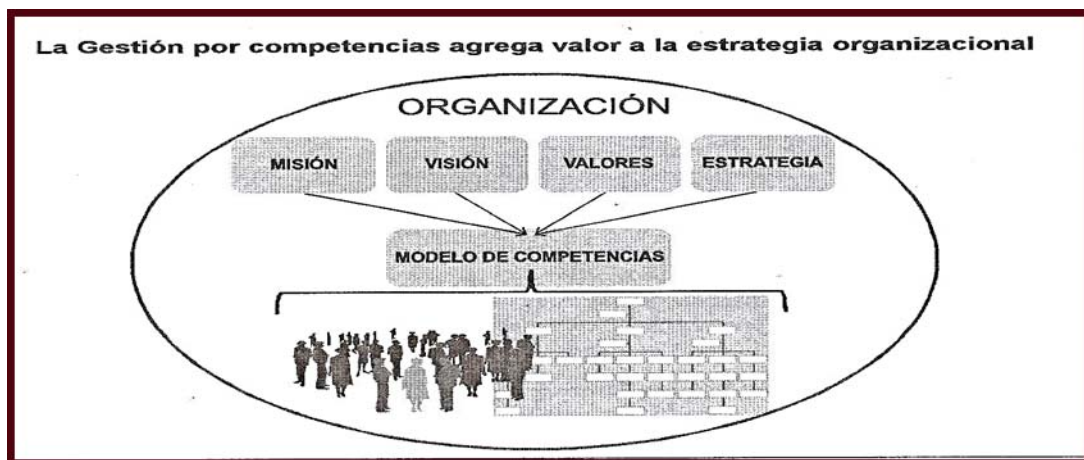 La Gestión por competencias agrega valor a la estrategia organizacional
ORGANIZACIÓN
MISIÓN VISIÓN VALORES ESTRATEGIA
MODELO DE COMPETENCIAS